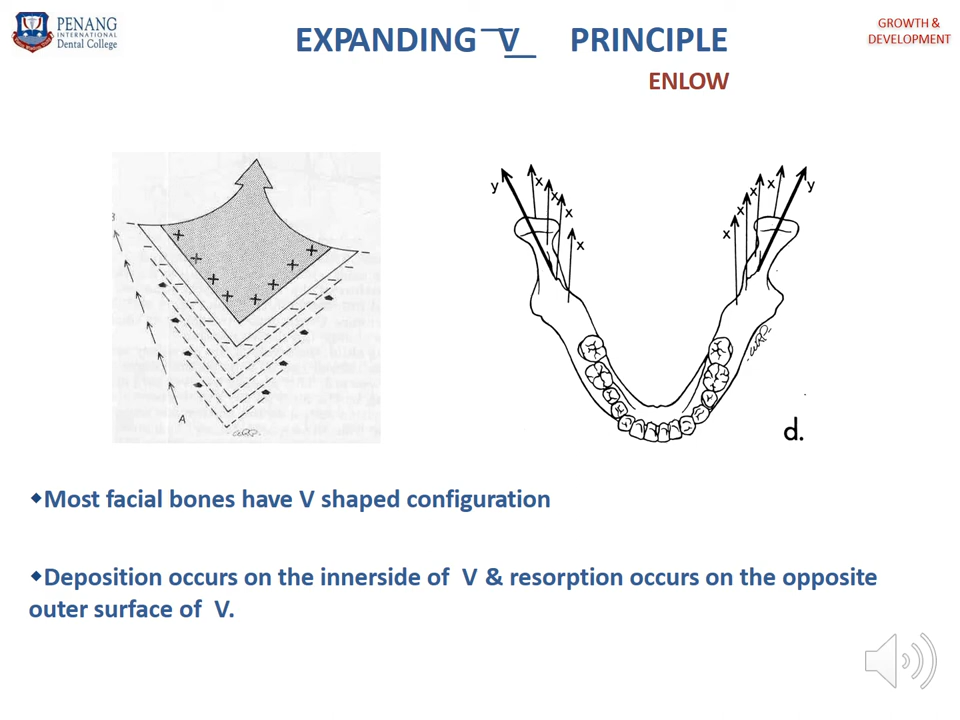 PENANG
INTERNATIONAL
Dental College
EXPANDING V PRINCIPLE
GROWTH &
DEVELOPMENT
ENLOW
B
A
+ + + + + + + +
y x x x x
x x x x y
d.
◆Most facial bones have V shaped configuration
◆Deposition occurs on the innerside of V & resorption occurs on the opposite
outer surface of V.